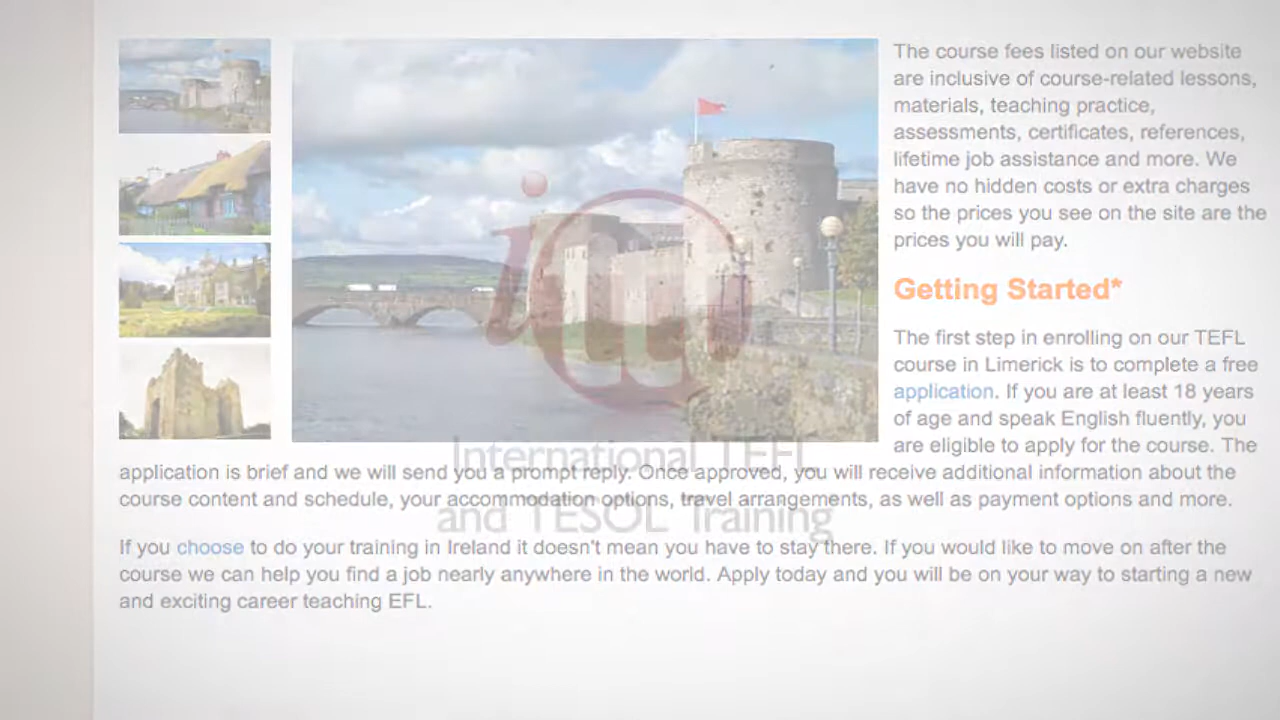 The course fees listed on our website
are inclusive of course-related lessons,
materials, teaching practice,
assessments, certificates, references,
lifetime job assistance and more. We
have no hidden costs or extra charges
so the prices you see on the site are the
prices you will pay.
Getting Started*
The first step in enrolling on our TEFL
course in Limerick is to complete a free
application. If you are at least 18 years
of age and speak English fluently, you
are eligible to apply for the course. The
application is brief and we will send you a prompt reply. Once approved, you will receive additional information about the
course content and schedule, your accommodation options, travel arrangements, as well as payment options and more.
If you choose to do your training in Ireland it doesn't mean you have to stay there. If you would like to move on after the
course we can help you find a job nearly anywhere in the world. Apply today and you will be on your way to starting a new
and exciting career teaching EFL.
ittt
International TEFL
and TESOL Training